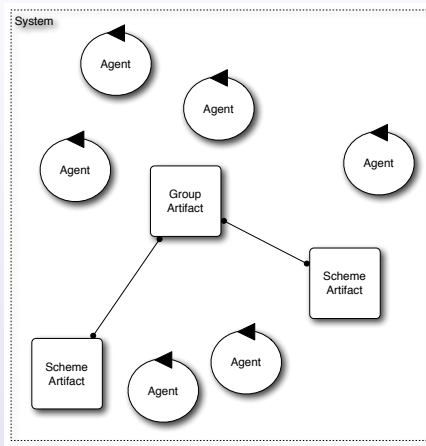 System
Agent
Agent
Agent
Agent
Group
Artifact
Scheme
Artifact
Scheme
Artifact
Agent
Agent